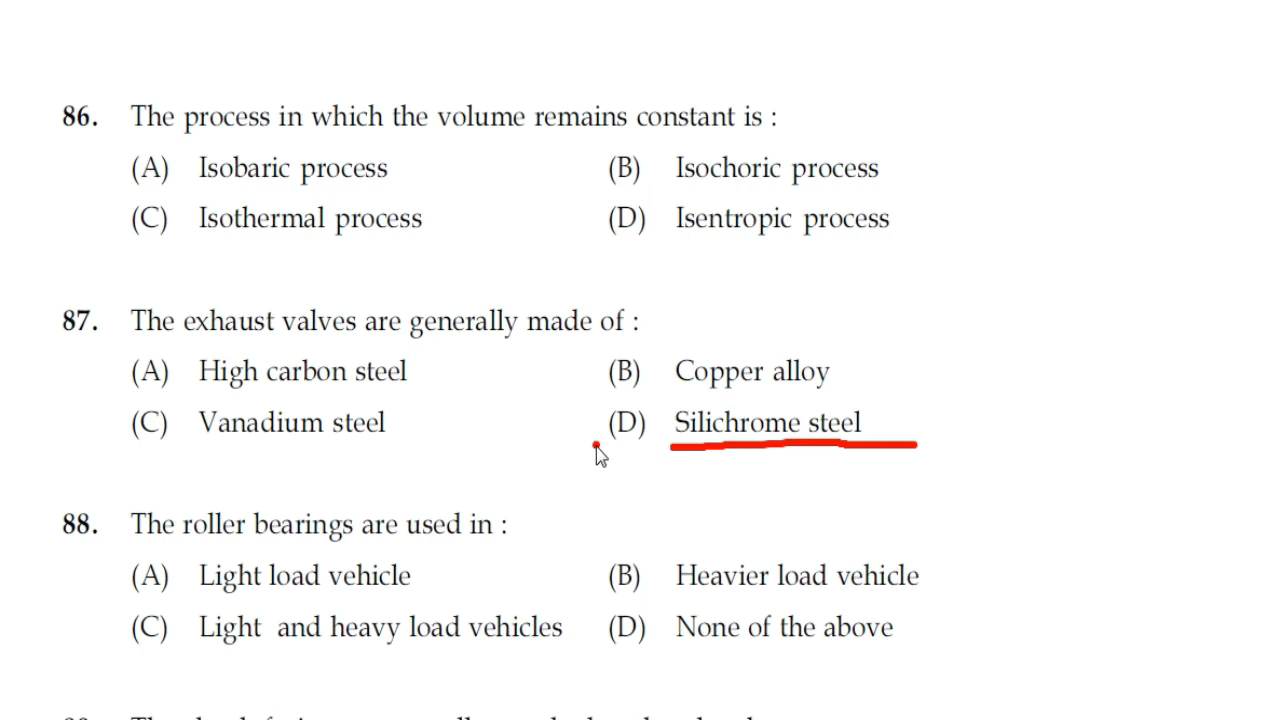 86. The process in which the volume remains constant is :
(A) Isobaric process (B) Isochoric process
(C) Isothermal process (D) Isentropic process
87. The exhaust valves are generally made of :
(A) High carbon steel (B) Copper alloy
(C) Vanadium steel (D) Silichrome steel
88. The roller bearings are used in :
(A) Light load vehicle (B) Heavier load vehicle
(C) Light and heavy load vehicles (D) None of the above